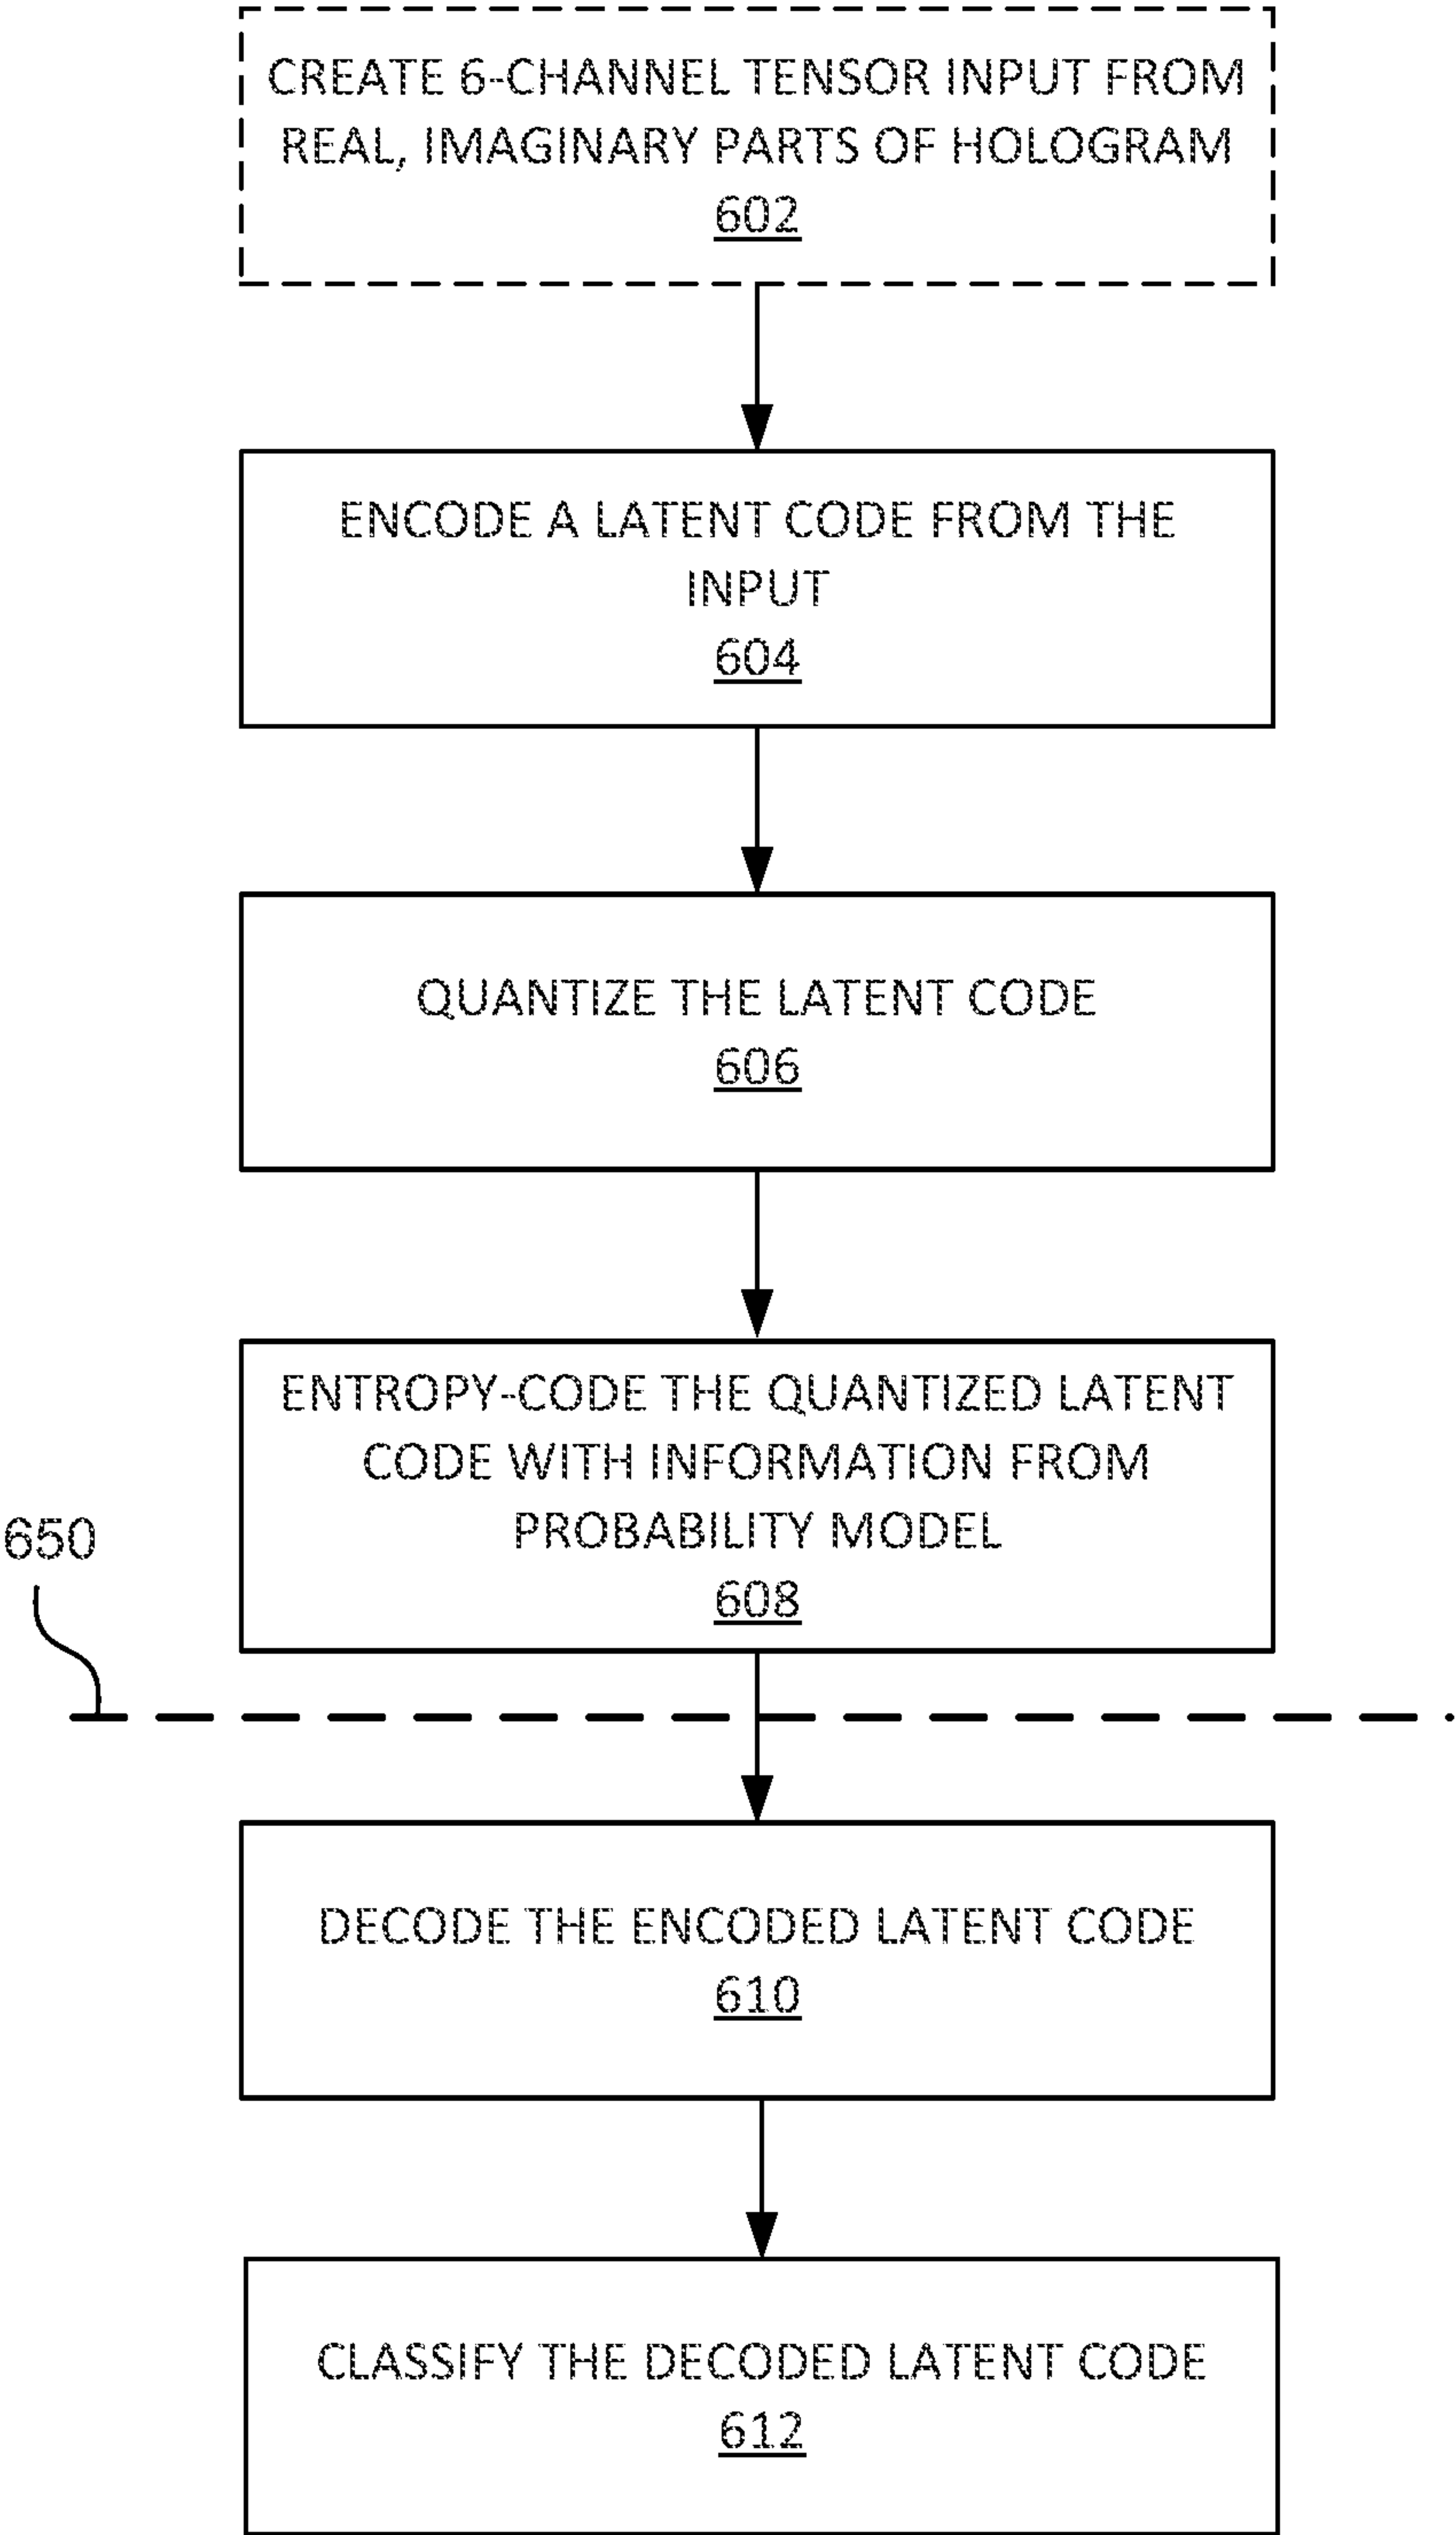 CREATE 6-CHANNEL TENSOR INPUT FROM
REAL, IMAGINARY PARTS OF HOLOGRAM
602
ENCODE A LATENT CODE FROM THE
INPUT
604
QUANTIZE THE LATENT CODE
606
ENTROPY-CODE THE QUANTIZED LATENT
CODE WITH INFORMATION FROM
PROBABILITY MODEL
608
650
DECODE THE ENCODED LATENT CODE
610
CLASSIFY THE DECODED LATENT CODE
612